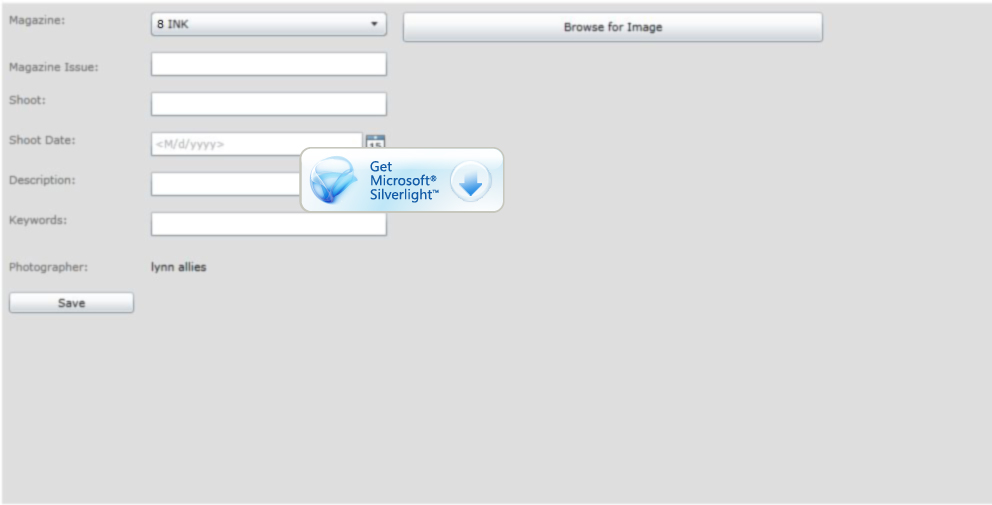 Magazine:
8 INK
Browse for Image
Magazine Issue:
Shoot:
Shoot Date:
<M/d/yyyy>
15
Get
Microsoft®
Silverlight™
Description:
Keywords:
Photographer:
lynn allies
Save